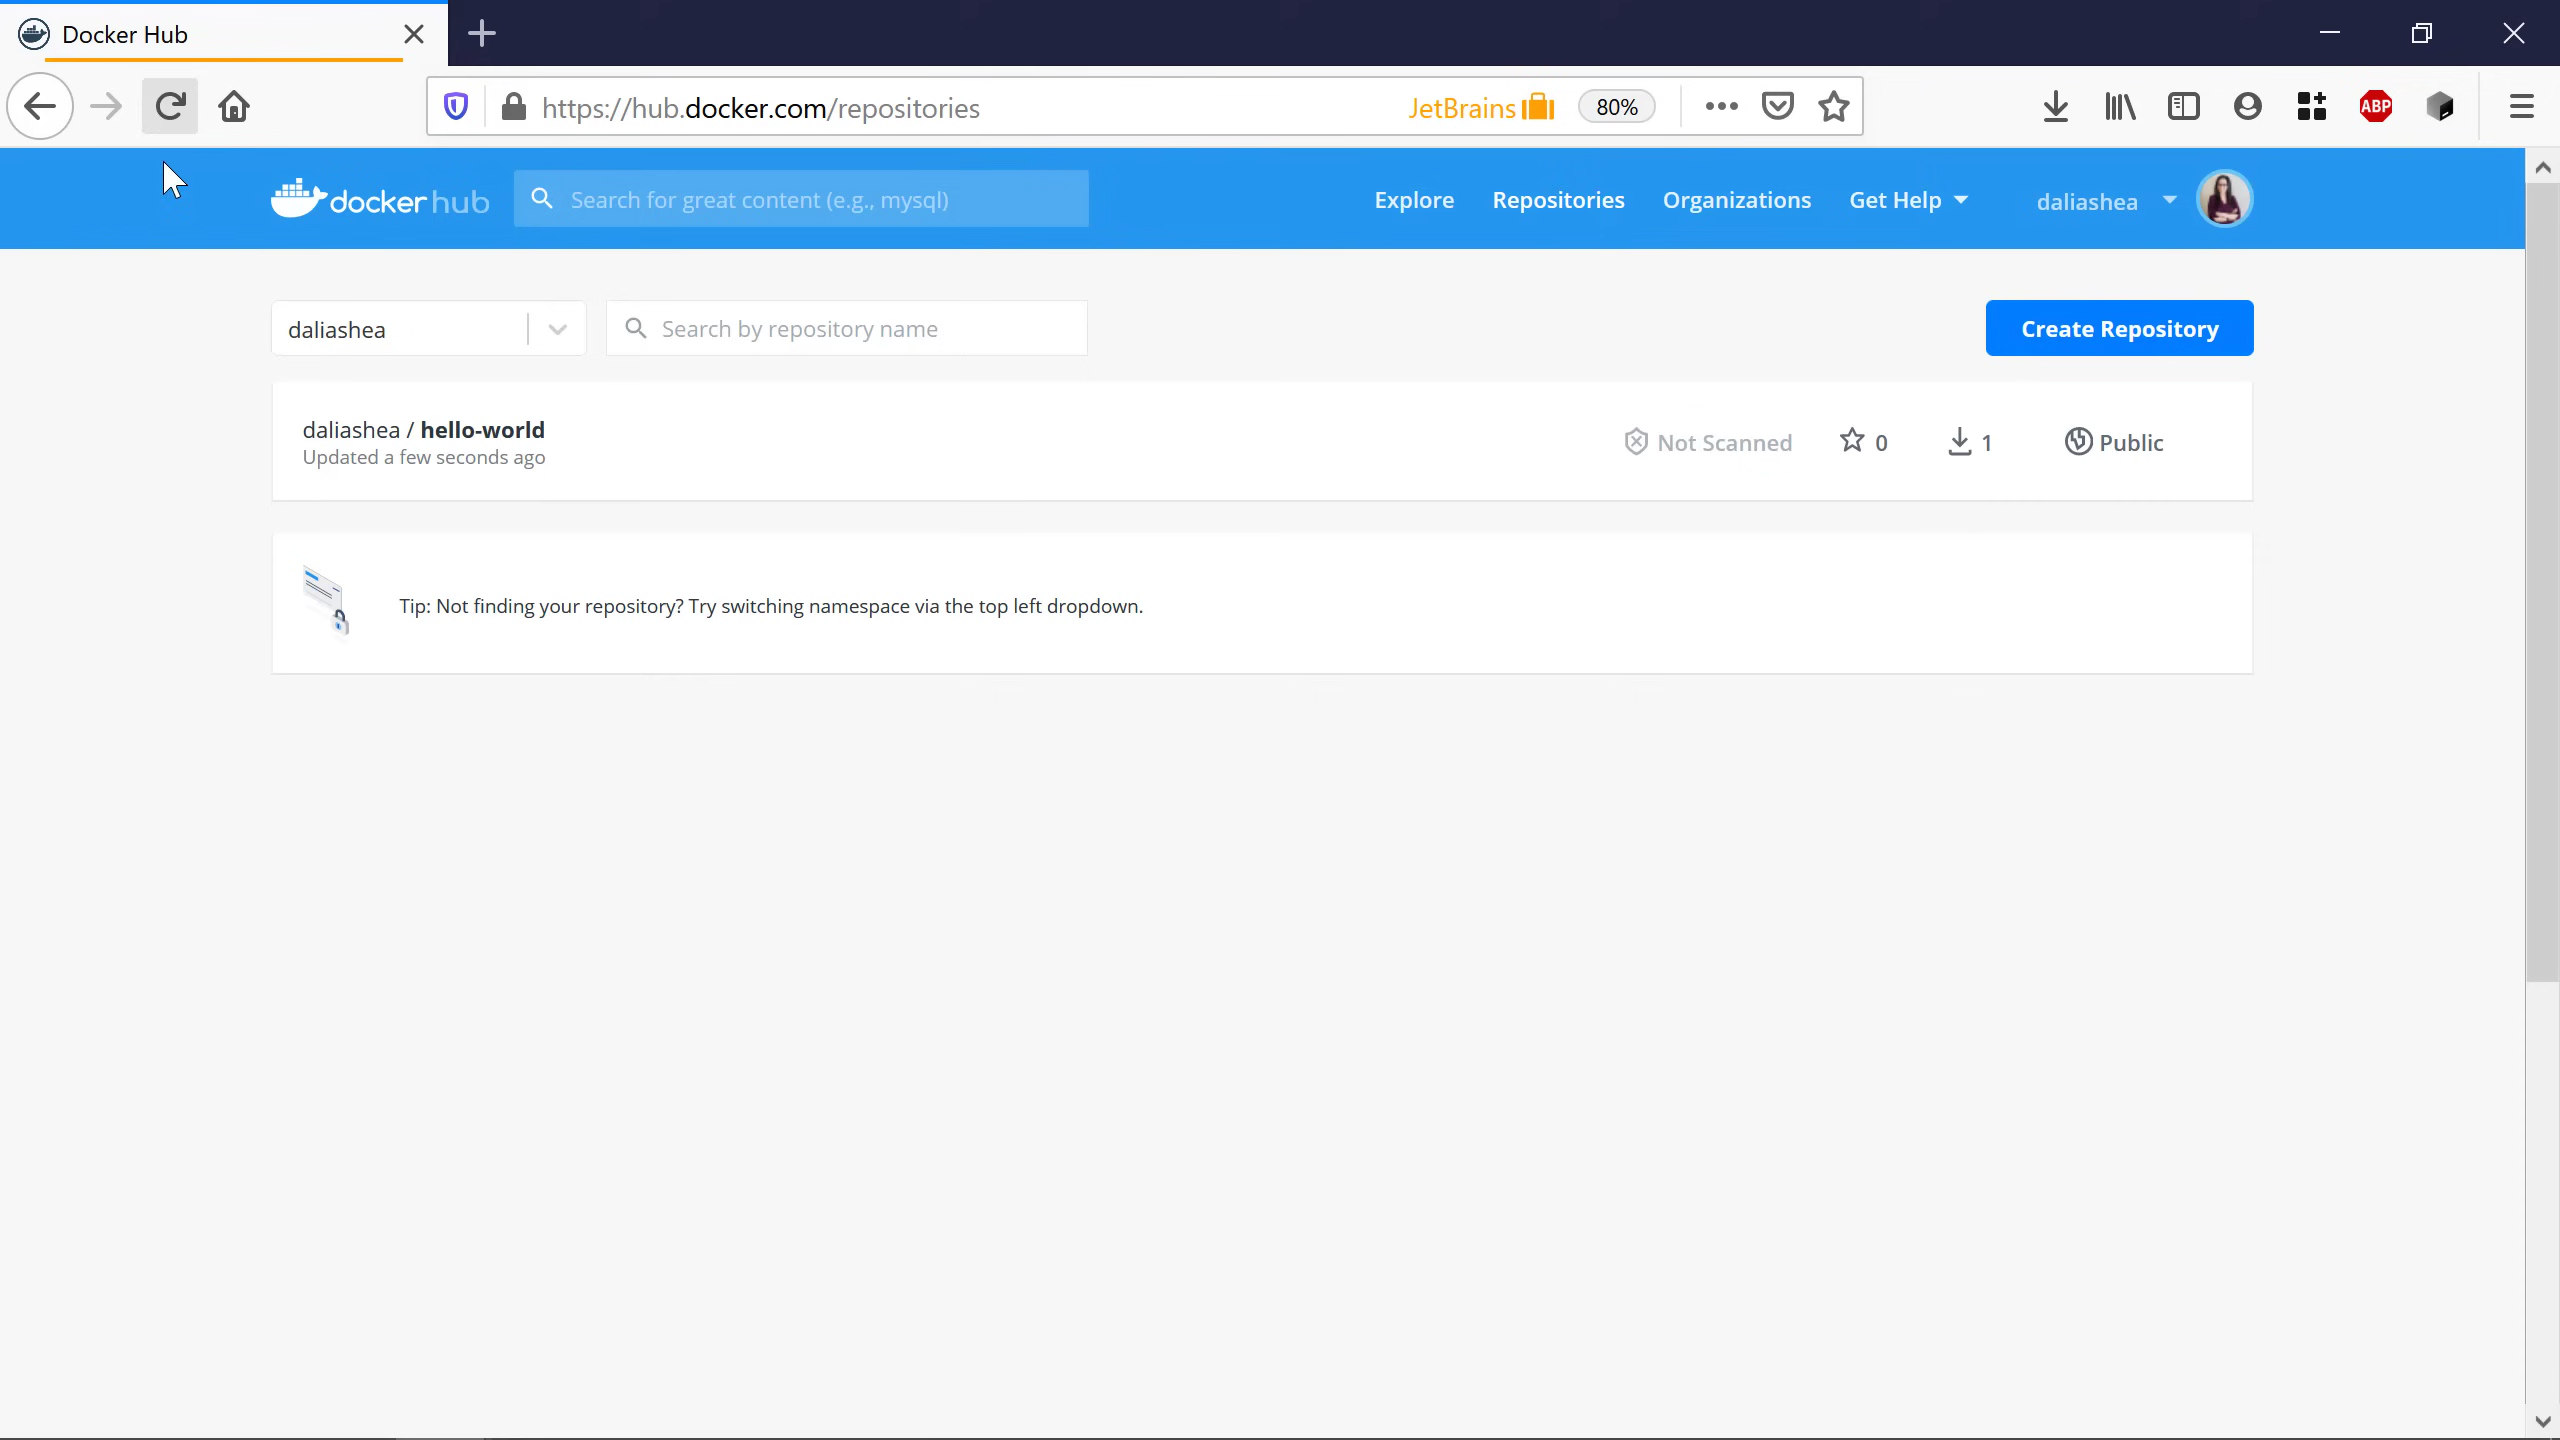 Docker Hub
https://hub.docker.com/repositories
JetBrains
80%
ABP
docker hub
Search for great content (e.g., mysql)
Explore
Repositories
Organizations
Get Help
daliashea
daliashea
Search by repository name
Create Repository
daliashea / hello-world
Updated a few seconds ago
Not Scanned
0
1
Public
Tip: Not finding your repository? Try switching namespace via the top left dropdown.